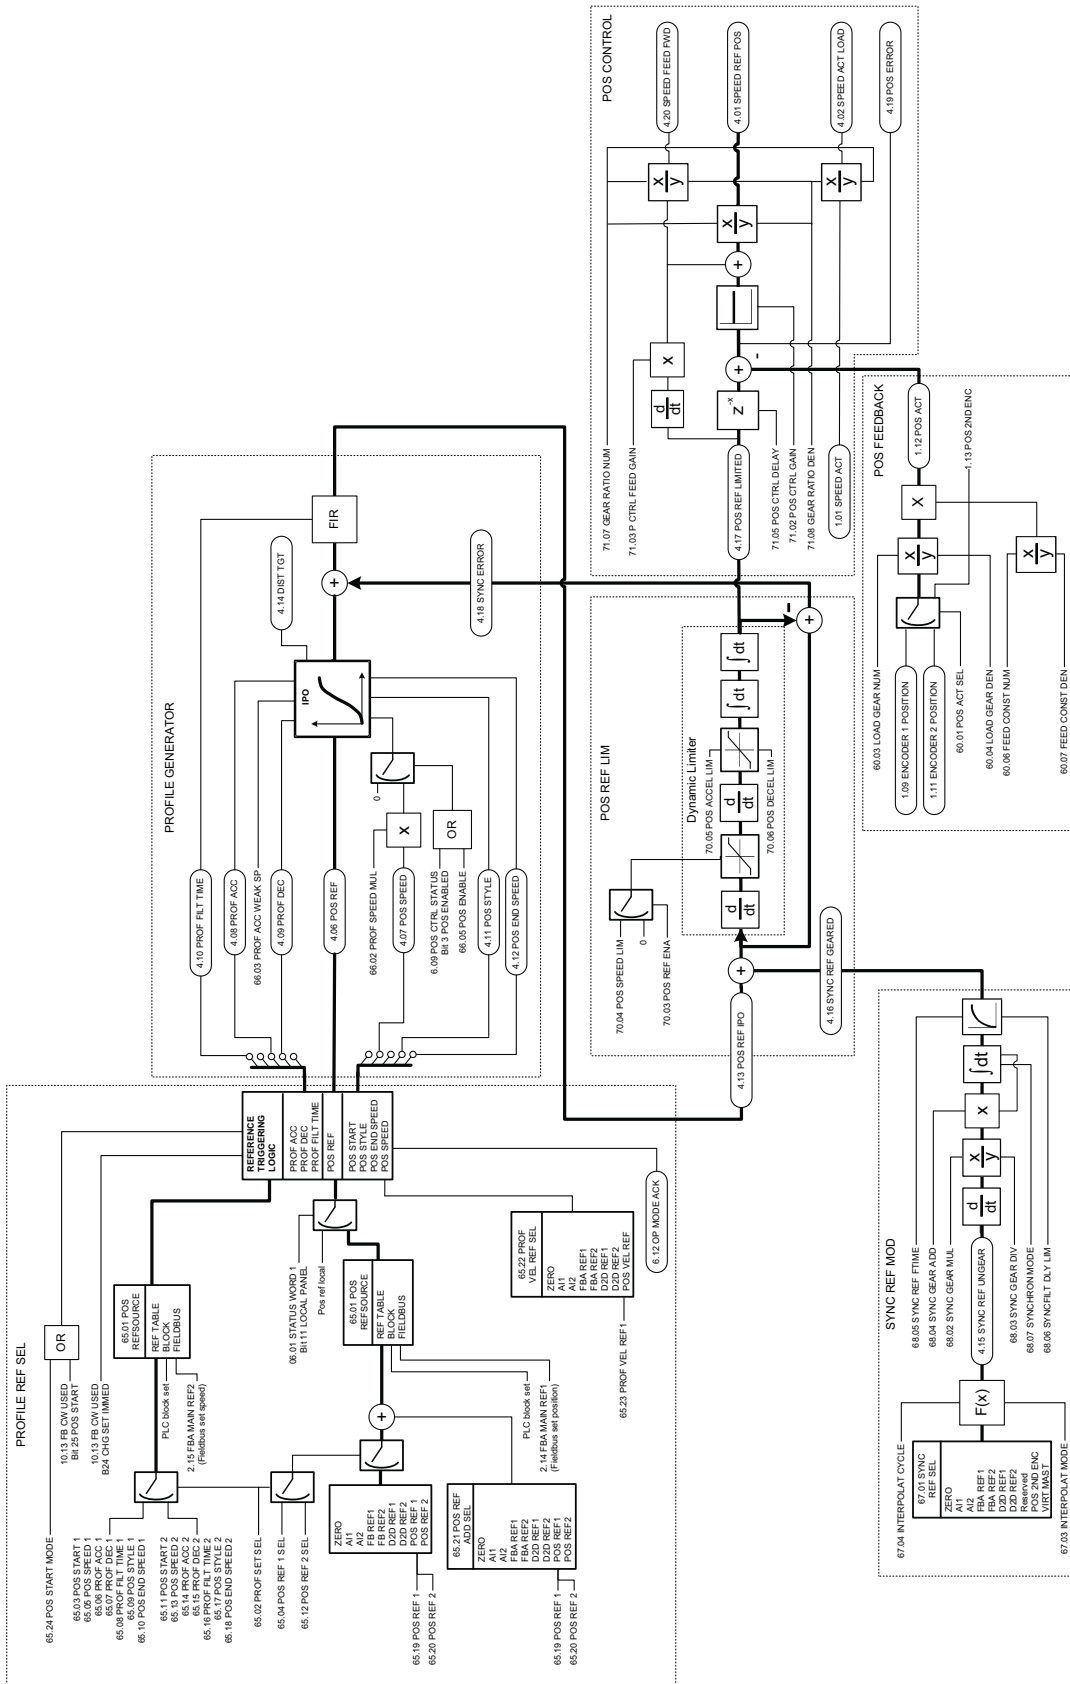 PROFILE REF SEL
65.24 POS START MODE
10.13 FB CW USED
Bit 25 POS START
OR
10.13 FB CW USED
B24 CHG SET IMMED
65.03 POS START 1
65.05 POS SPEED 1
65.06 PROF ACC 1
65.07 PROF DEC 1
65.08 PROF FILT TIME 1
65.09 POS STYLE 1
65.10 POS END SPEED 1
65.11 POS START 2
65.13 POS SPEED 2
65.14 PROF ACC 2
65.15 PROF DEC 2
65.16 PROF FILT TIME 2
65.17 POS STYLE 2
65.18 POS END SPEED 2
65.02 PROF SET SEL
65.04 POS REF 1 SEL
65.12 POS REF 2 SEL
65.01 POS
REFSOURCE
REF TABLE
BLOCK
FIELDBUS
PLC block set
2.15 FBA MAIN REF2
(Fieldbus set speed)
REFERENCE
TRIGGERING
LOGIC
PROF ACC
PROF DEC
PROF FILT TIME
POS REF
POS START
POS STYLE
POS END SPEED
POS SPEED
06.01 STATUS WORD 1
Bit 11 LOCAL PANEL
Pos ref local
65.01 POS
REFSOURCE
REF TABLE
BLOCK
FIELDBUS
+
PLC block set
2.14 FBA MAIN REF1
(Fieldbus set position)
ZERO
AI1
AI2
FB REF1
FB REF2
D2D REF1
D2D REF2
POS REF 1
POS REF 2
65.19 POS REF 1
65.20 POS REF 2
65.21 POS REF
ADD SEL
ZERO
AI1
AI2
FBA REF1
FBA REF2
D2D REF1
D2D REF2
POS REF1
POS REF2
65.19 POS REF 1
65.20 POS REF 2
65.22 PROF
VEL REF SEL
ZERO
AI1
AI2
FBA REF1
FBA REF2
D2D REF1
D2D REF2
POS VEL REF
65.23 PROF VEL REF1
6.12 OP MODE ACK
PROFILE GENERATOR
4.10 PROF FILT TIME
4.08 PROF ACC
66.03 PROF ACC WEAK SP
4.09 PROF DEC
4.06 POS REF
66.02 PROF SPEED MUL
4.07 POS SPEED
X
0
6.09 POS CTRL STATUS
Bit 3 POS ENABLED
66.05 POS ENABLE
OR
4.11 POS STYLE
4.12 POS END SPEED
IPO
4.14 DIST TGT
+
FIR
4.18 SYNC ERROR
POS REF LIM
70.04 POS SPEED LIM
0
70.03 POS REF ENA
4.13 POS REF IPO
+
4.16 SYNC REF GEARED
Dynamic Limiter
d
dt
70.05 POS ACCEL LIM
d
dt
70.06 POS DECEL LIM
∫ dt
∫ dt
-
+
POS CONTROL
71.07 GEAR RATIO NUM
71.03 P CTRL FEED GAIN
4.17 POS REF LIMITED
71.05 POS CTRL DELAY
71.02 POS CTRL GAIN
71.08 GEAR RATIO DEN
1.01 SPEED ACT
d
dt
X
z-x
+
-
+
x
y
x
y
x
y
4.20 SPEED FEED FWD
4.01 SPEED REF POS
4.02 SPEED ACT LOAD
4.19 POS ERROR
SYNC REF MOD
67.04 INTERPOLAT CYCLE
67.01 SYNC
REF SEL
ZERO
AI1
AI2
FBA REF1
FBA REF2
D2D REF1
D2D REF2
Reserved
POS 2ND ENC
VIRT MAST
67.03 INTERPOLAT MODE
F(x)
68.05 SYNC REF FTIME
68.04 SYNC GEAR ADD
68.02 SYNC GEAR MUL
4.15 SYNC REF UNGEAR
68.03 SYNC GEAR DIV
68.07 SYNCHRON MODE
68.06 SYNCFILT DLY LIM
d
dt
x
y
X
∫ dt
POS FEEDBACK
60.03 LOAD GEAR NUM
1.09 ENCODER 1 POSITION
1.11 ENCODER 2 POSITION
60.01 POS ACT SEL
60.04 LOAD GEAR DEN
60.06 FEED CONST NUM
60.07 FEED CONST DEN
x
y
X
x
y
1.12 POS ACT
1.13 POS 2ND ENC